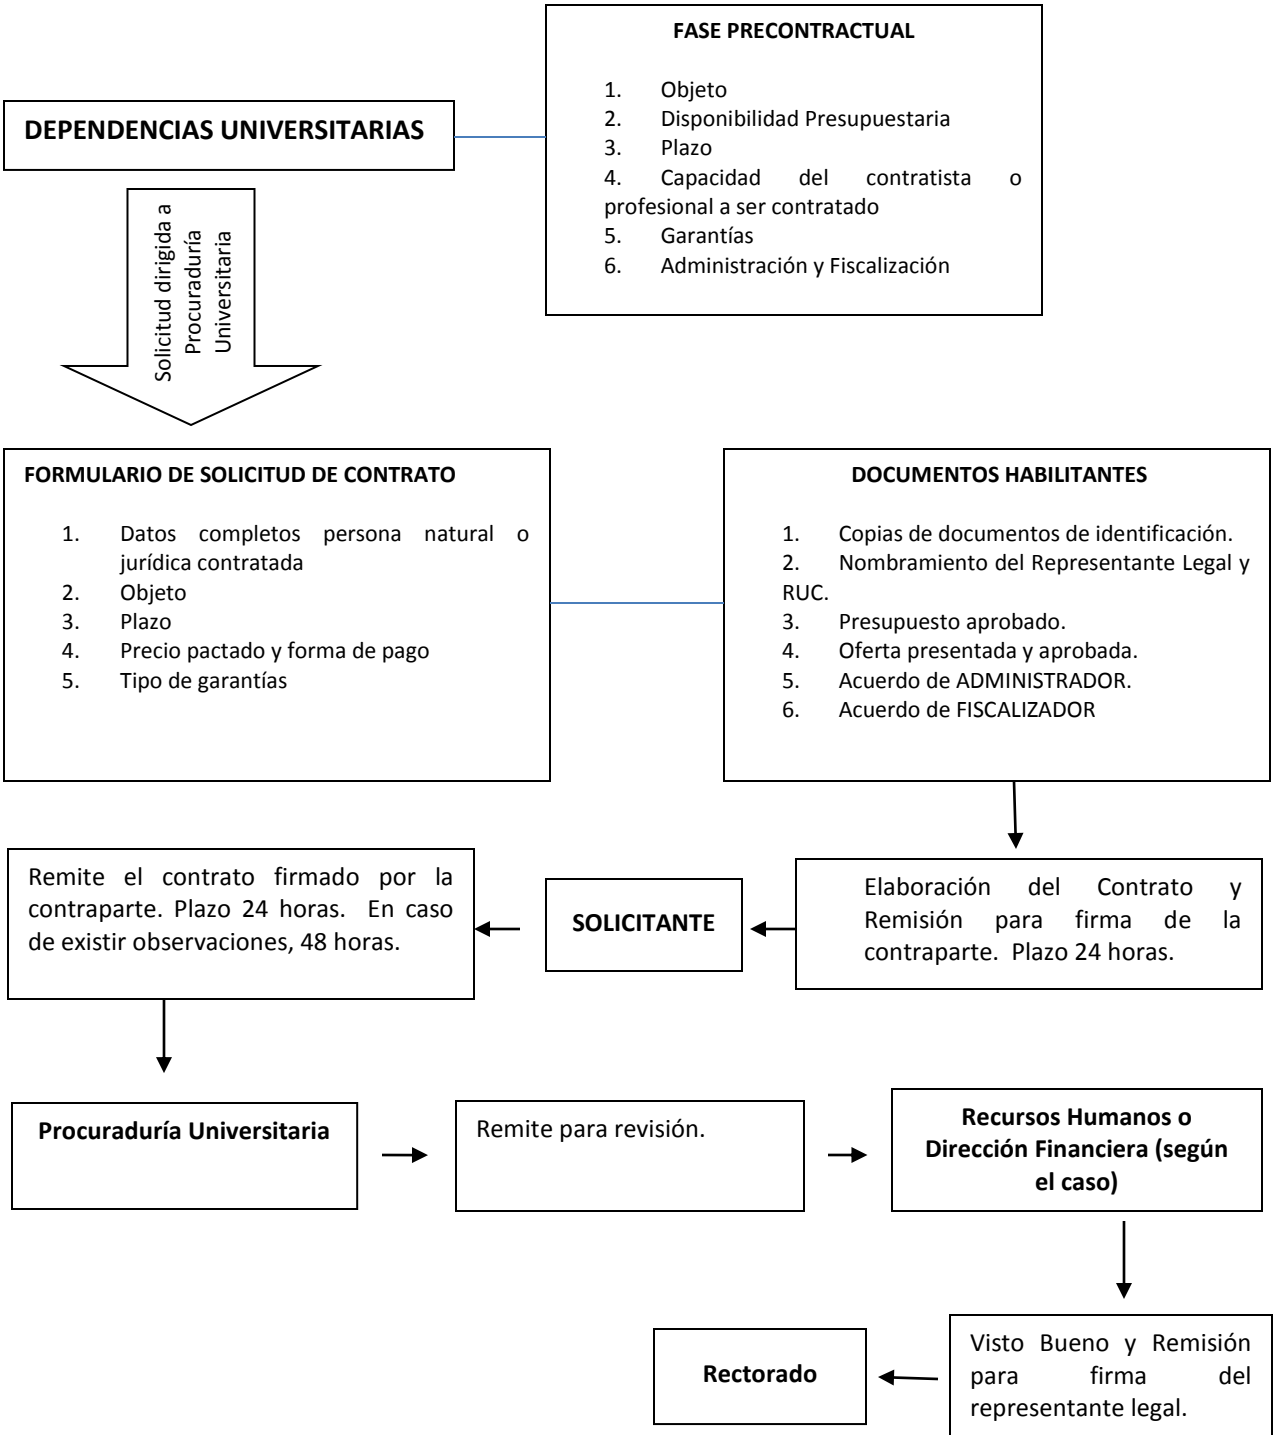 FASE PRECONTRACTUAL
1. Objeto
2. Disponibilidad Presupuestaria
3. Plazo
4. Capacidad del contratista o
profesional a ser contratado
5. Garantías
6. Administración y Fiscalización
DEPENDENCIAS UNIVERSITARIAS
Solicitud dirigida a
Procuraduría
Universitaria
FORMULARIO DE SOLICITUD DE CONTRATO
1. Datos completos persona natural o
jurídica contratada
2. Objeto
3. Plazo
4. Precio pactado y forma de pago
5. Tipo de garantías
DOCUMENTOS HABILITANTES
1. Copias de documentos de identificación.
2. Nombramiento del Representante Legal y
RUC.
3. Presupuesto aprobado.
4. Oferta presentada y aprobada.
5. Acuerdo de ADMINISTRADOR.
6. Acuerdo de FISCALIZADOR
Elaboración del Contrato y
Remisión para firma de la
contraparte. Plazo 24 horas.
SOLICITANTE
Remite el contrato firmado por la
contraparte. Plazo 24 horas. En caso
de existir observaciones, 48 horas.
Procuraduría Universitaria
Remite para revisión.
Recursos Humanos o
Dirección Financiera (según
el caso)
Visto Bueno y Remisión
para firma del
representante legal.
Rectorado